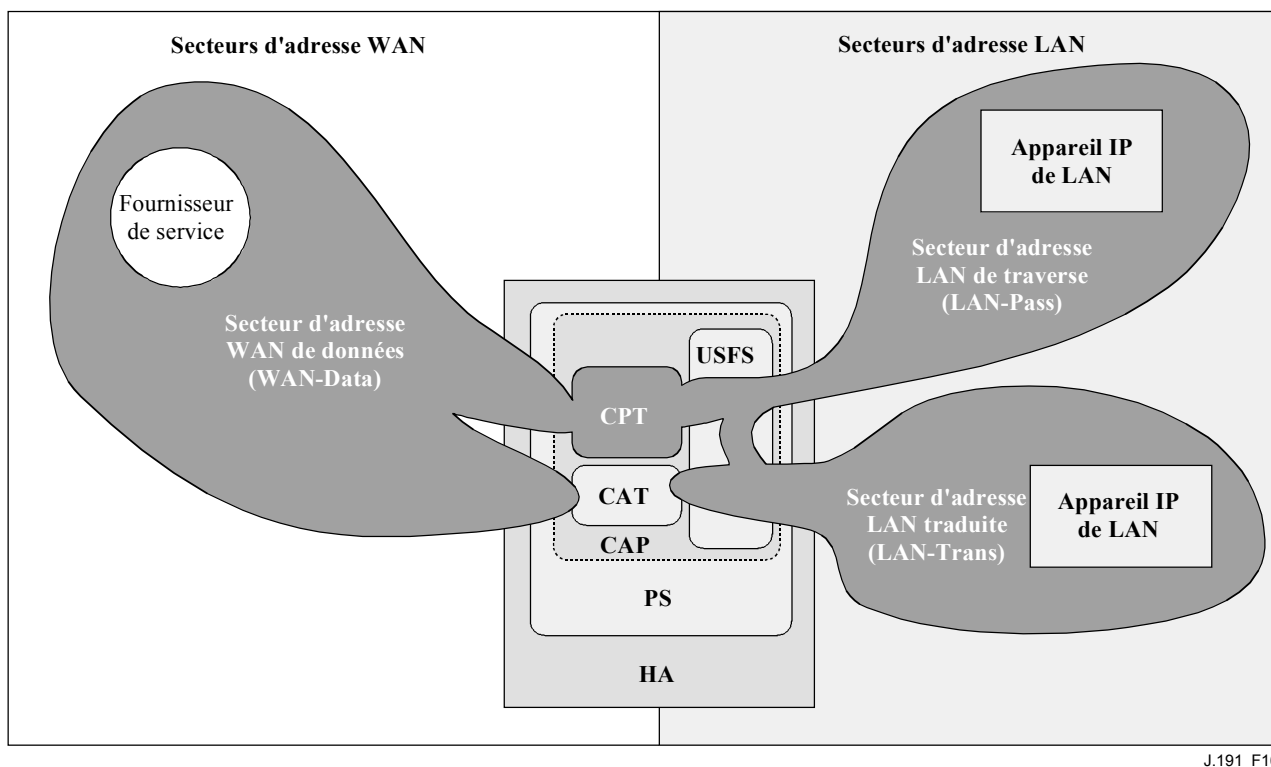 Secteurs d'adresse WAN
Secteurs d'adresse LAN
Fournisseur
de service
Secteur d'adresse
WAN de données
(WAN-Data)
Appareil IP
de LAN
Secteur d'adresse
LAN de traverse
(LAN-Pass)
USFS
CPT
CAT
CAP
PS
HA
Secteur d'adresse
LAN traduite
(LAN-Trans)
Appareil IP
de LAN